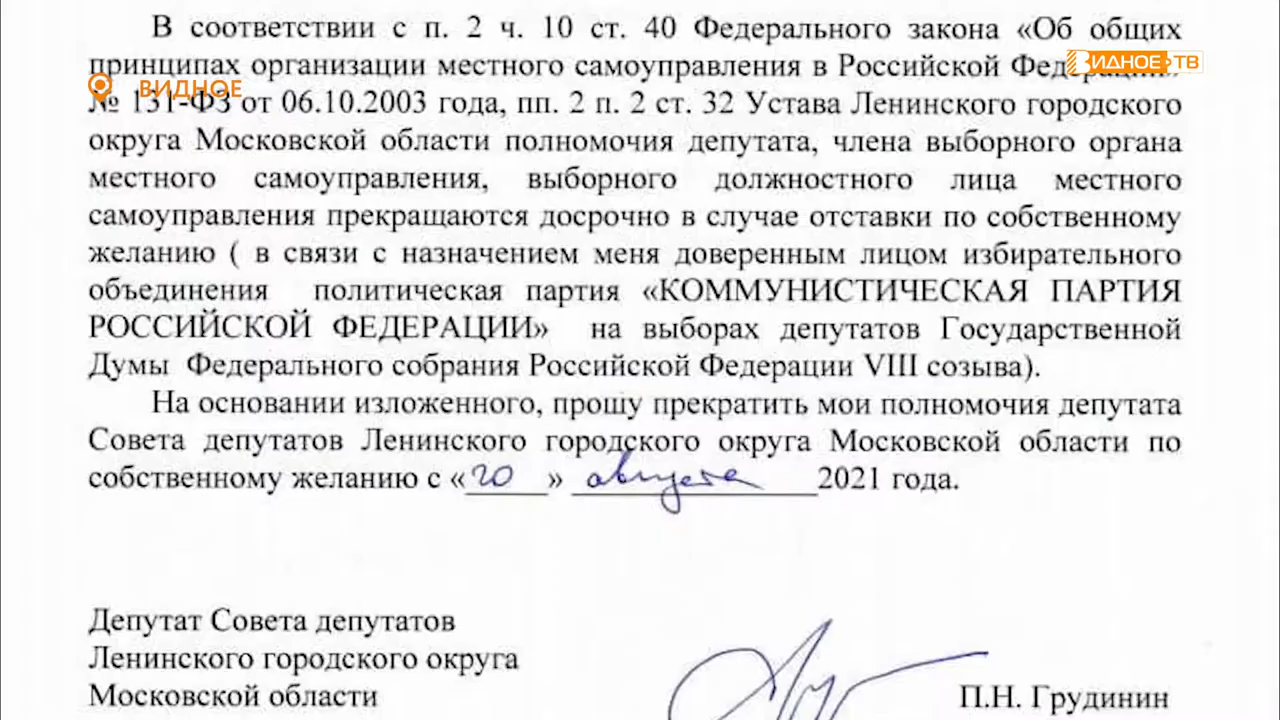 В соответствии с п. 2 ч. 10 ст. 40 Федерального закона «Об общих
принципах организации местного самоуправления в Российской Федерации»
№ 131-ФЗ от 06.10.2003 года, пп. 2 п. 2 ст. 32 Устава Ленинского городского
округа Московской области полномочия депутата, члена выборного органа
местного самоуправления, выборного должностного лица местного
самоуправления прекращаются досрочно в случае отставки по собственному
желанию ( в связи с назначением меня доверенным лицом избирательного
объединения политическая партия «КОММУНИСТИЧЕСКАЯ ПАРТИЯ
РОССИЙСКОЙ ФЕДЕРАЦИИ» на выборах депутатов Государственной
Думы Федерального собрания Российской Федерации VIII созыва).
На основании изложенного, прошу прекратить мои полномочия депутата
Совета депутатов Ленинского городского округа Московской области по
собственному желанию с «20» августа 2021 года.
Депутат Совета депутатов
Ленинского городского округа
Московской области
П.Н. Грудинин
ВИДНОЕ
ВИДНОЕ ТВ